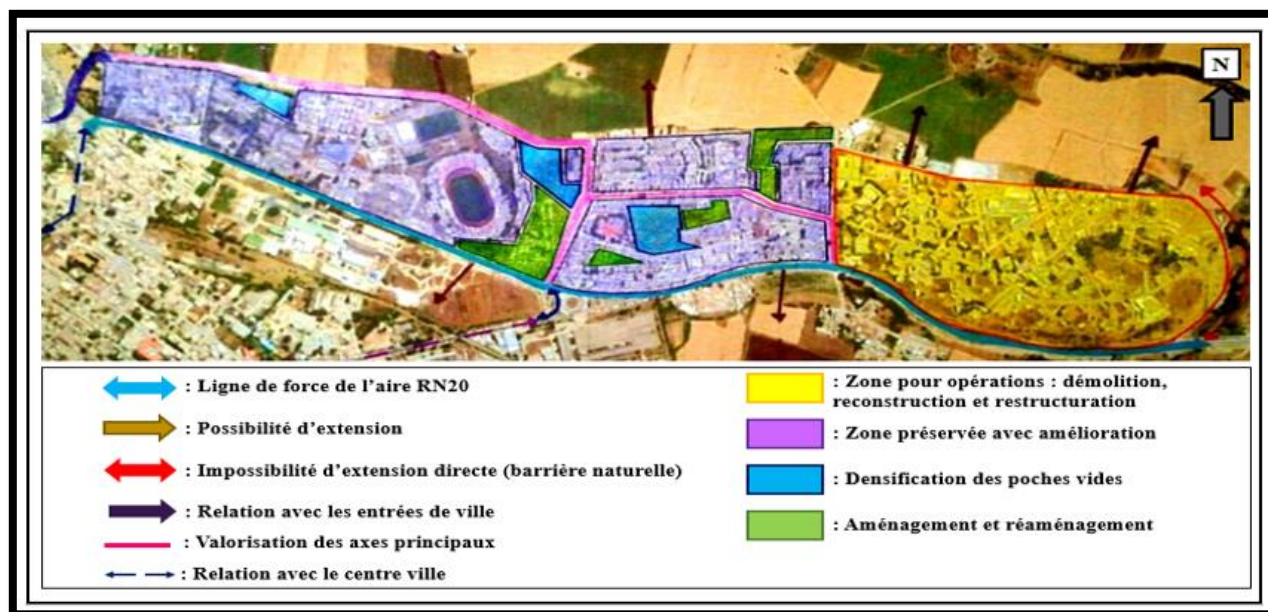 N
: Ligne de force de l’aire RN20
: Possibilité d’extension
: Impossibilité d’extension directe (barrière naturelle)
: Relation avec les entrées de ville
: Valorisation des axes principaux
: Relation avec le centre ville
: Zone pour opérations : démolition,
reconstruction et restructuration
: Zone préservée avec amélioration
: Densification des poches vides
: Aménagement et réaménagement